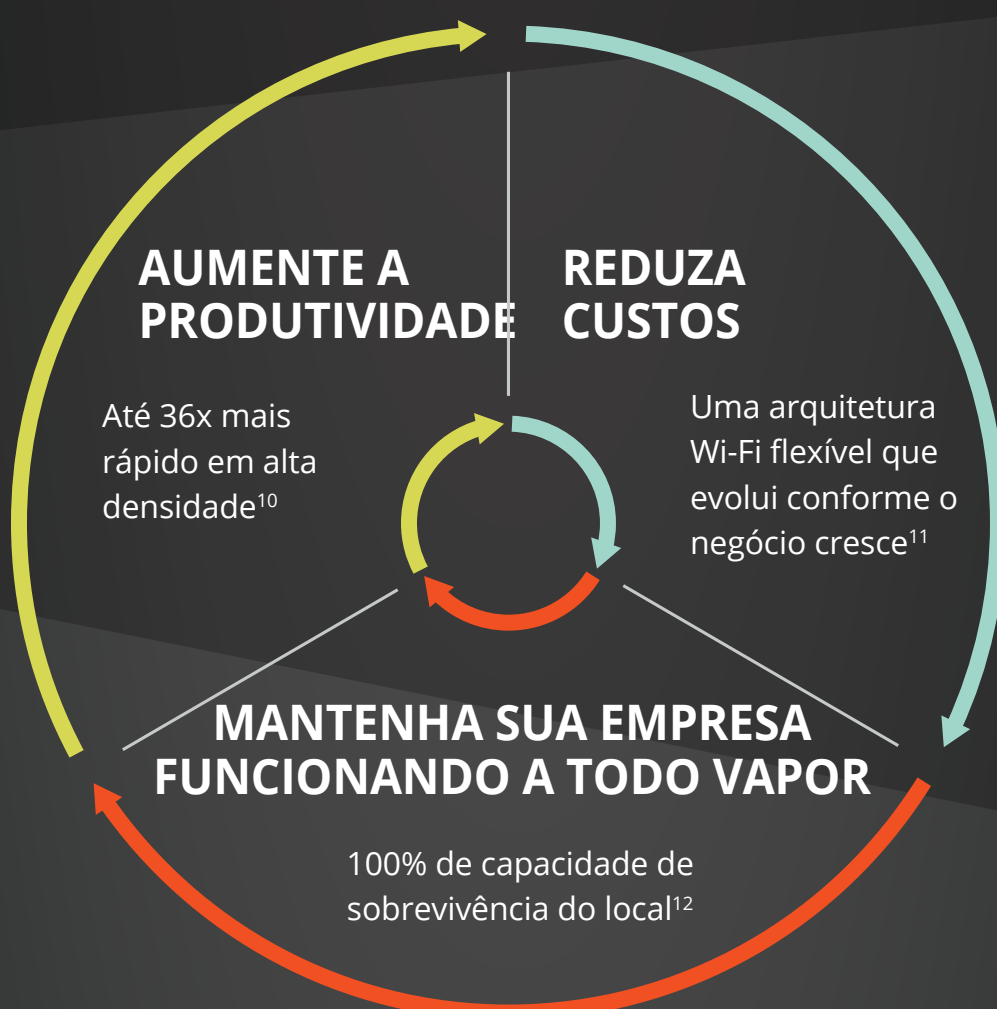 AUMENTE A
PRODUTIVIDADE
Até 36x mais
rápido em alta
densidade¹⁰
REDUZA
CUSTOS
Uma arquitetura
Wi-Fi flexível que
evolui conforme o
negócio cresce¹¹
MANTENHA SUA EMPRESA
FUNCIONANDO A TODO VAPOR
100% de capacidade de
sobrevivência do local¹²